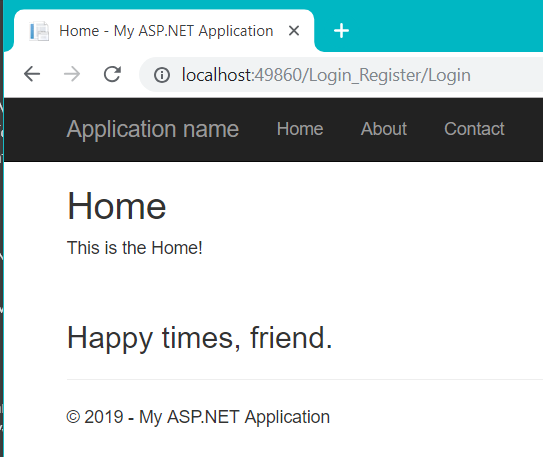 Home - My ASP.NET Application
localhost:49860/Login_Register/Login
Application name Home About Contact
Home
This is the Home!
Happy times, friend.
© 2019 - My ASP.NET Application